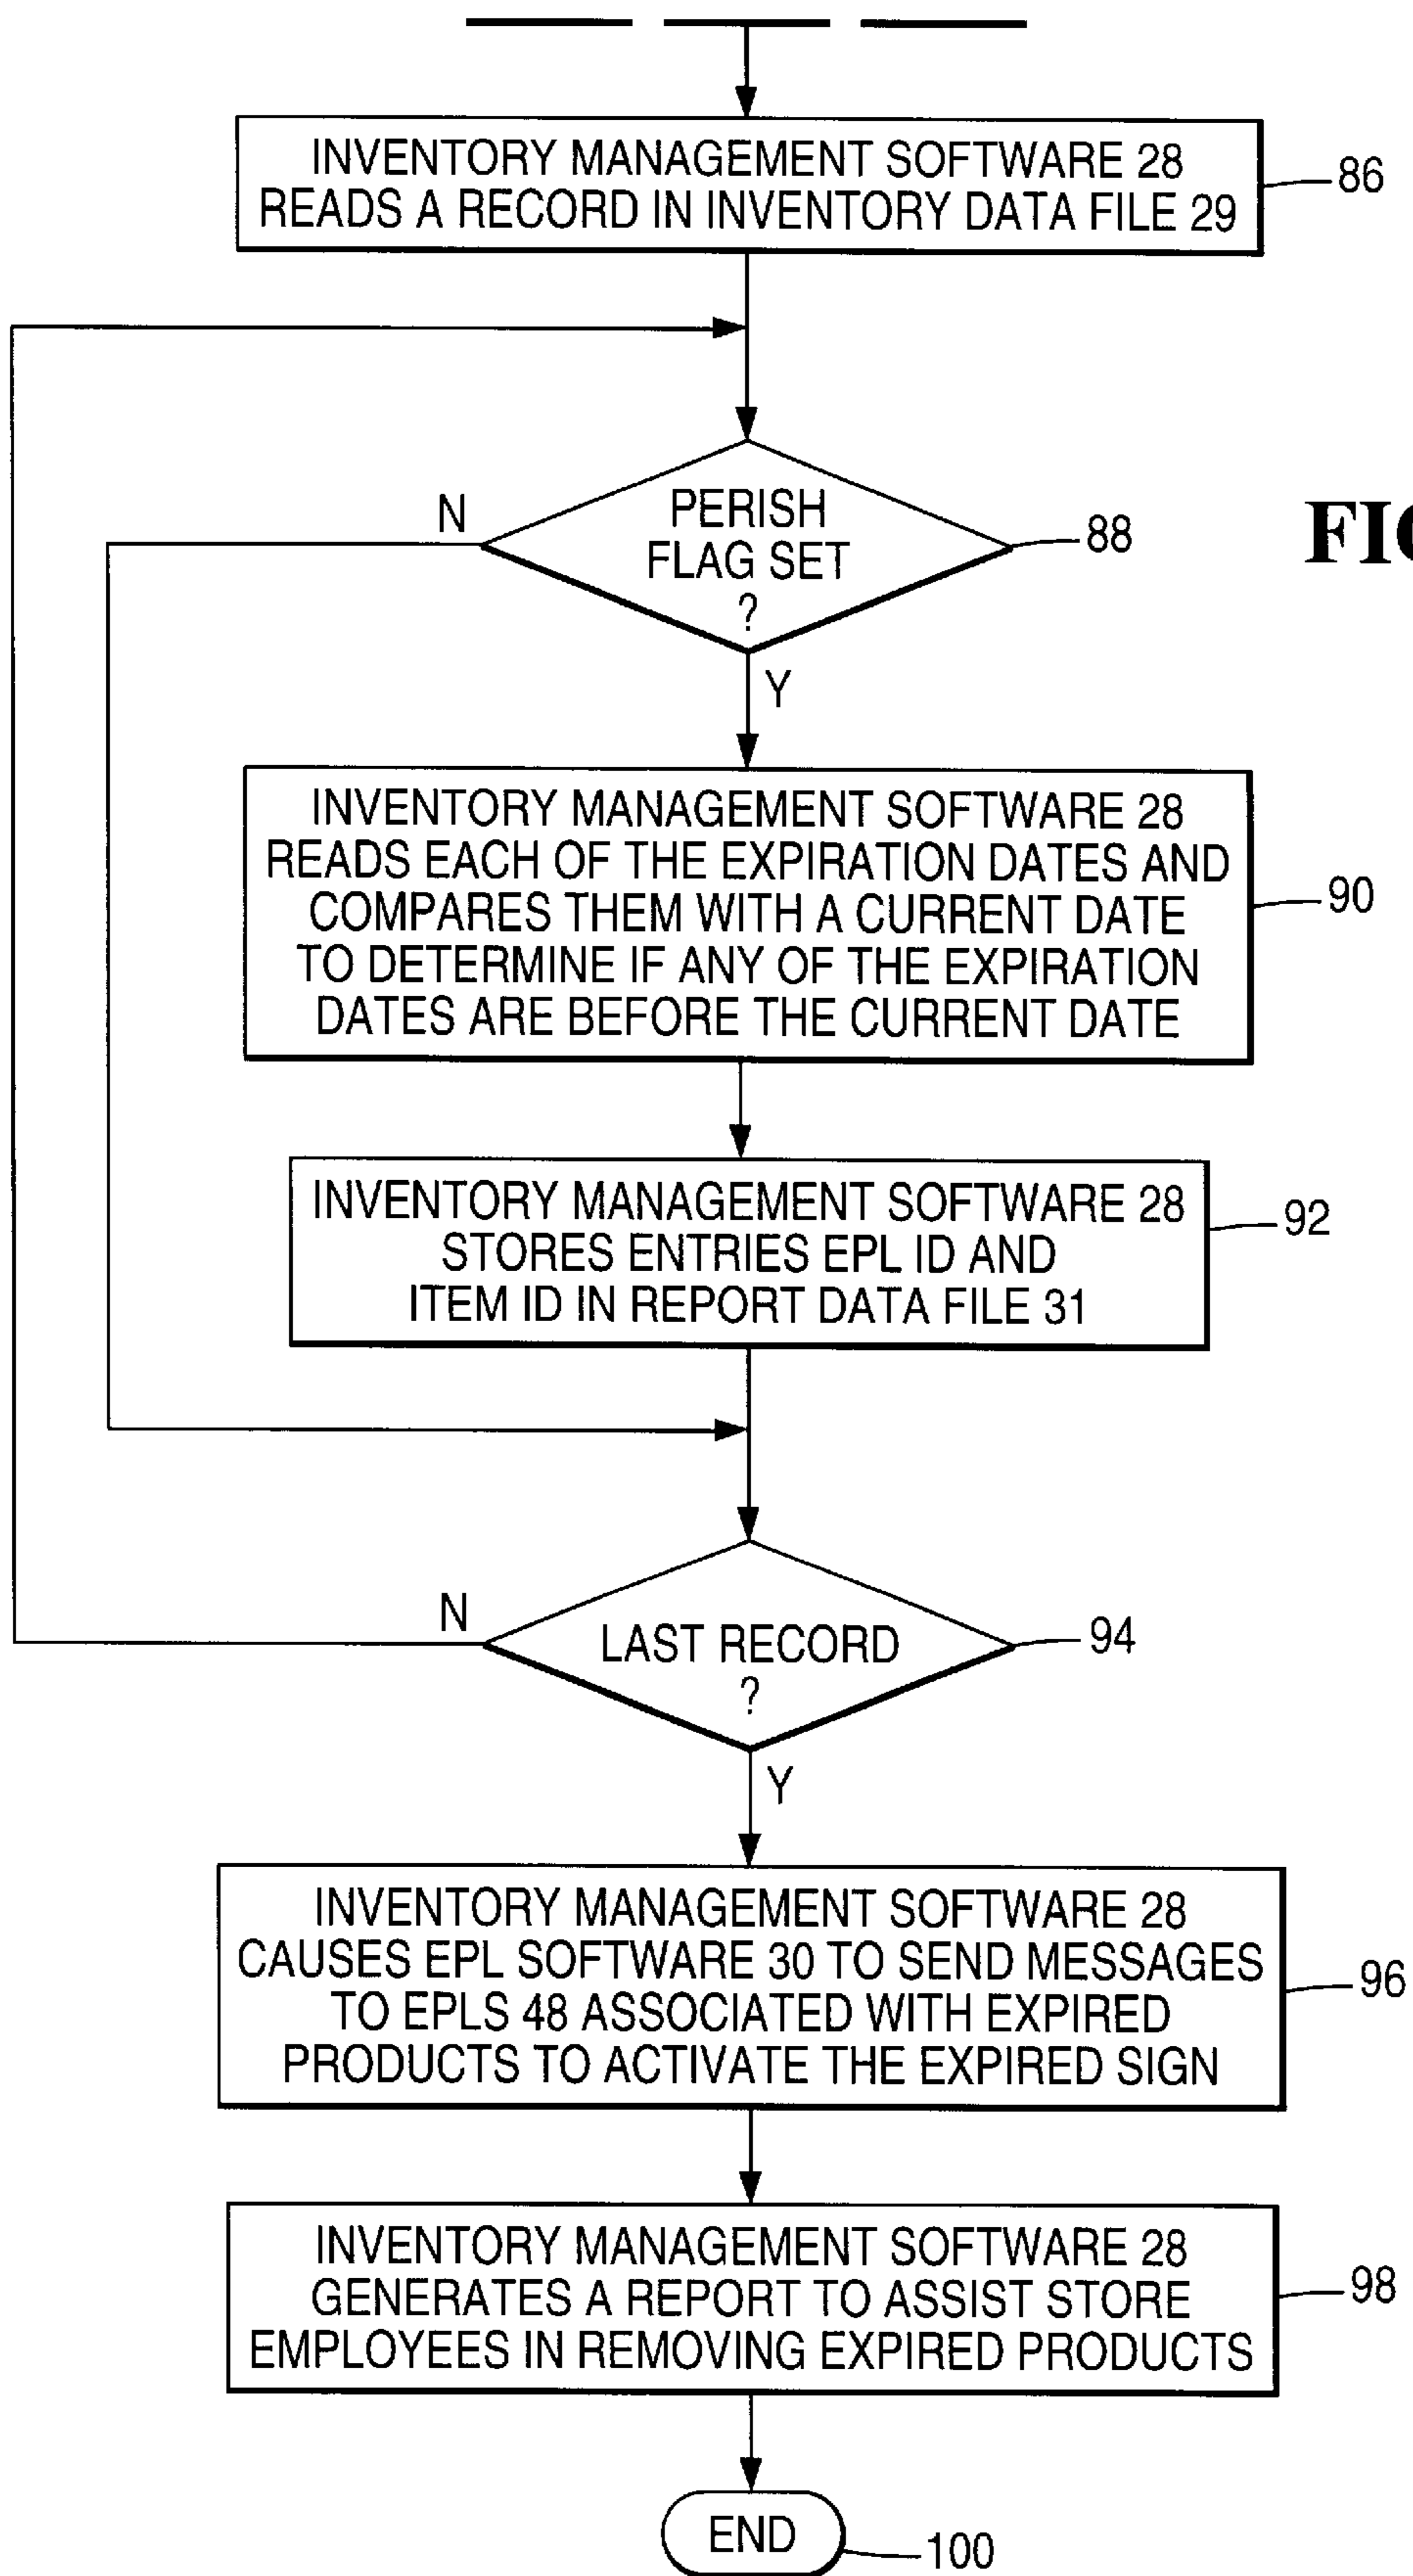 INVENTORY MANAGEMENT SOFTWARE 28
READS A RECORD IN INVENTORY DATA FILE 29
86
N
PERISH
FLAG SET
?
88
FIG
Y
INVENTORY MANAGEMENT SOFTWARE 28
READS EACH OF THE EXPIRATION DATES AND
COMPARES THEM WITH A CURRENT DATE
TO DETERMINE IF ANY OF THE EXPIRATION
DATES ARE BEFORE THE CURRENT DATE
90
INVENTORY MANAGEMENT SOFTWARE 28
STORES ENTRIES EPL ID AND
ITEM ID IN REPORT DATA FILE 31
92
N
LAST RECORD
?
94
Y
INVENTORY MANAGEMENT SOFTWARE 28
CAUSES EPL SOFTWARE 30 TO SEND MESSAGES
TO EPLS 48 ASSOCIATED WITH EXPIRED
PRODUCTS TO ACTIVATE THE EXPIRED SIGN
96
INVENTORY MANAGEMENT SOFTWARE 28
GENERATES A REPORT TO ASSIST STORE
EMPLOYEES IN REMOVING EXPIRED PRODUCTS
98
END
100